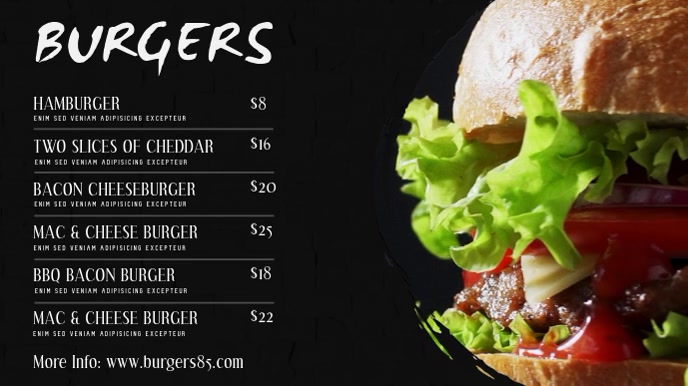 BURGERS
HAMBURGER $8
ENIM SED VENIAM ADIPISICING EXCEPTEUR
TWO SLICES OF CHEDDAR $16
ENIM SED VENIAM ADIPISICING EXCEPTEUR
BACON CHEESEBURGER $20
ENIM SED VENIAM ADIPISICING EXCEPTEUR
MAC & CHEESE BURGER $25
ENIM SED VENIAM ADIPISICING EXCEPTEUR
BBQ BACON BURGER $18
ENIM SED VENIAM ADIPISICING EXCEPTEUR
MAC & CHEESE BURGER $22
ENIM SED VENIAM ADIPISICING EXCEPTEUR
More Info: www.burgers85.com